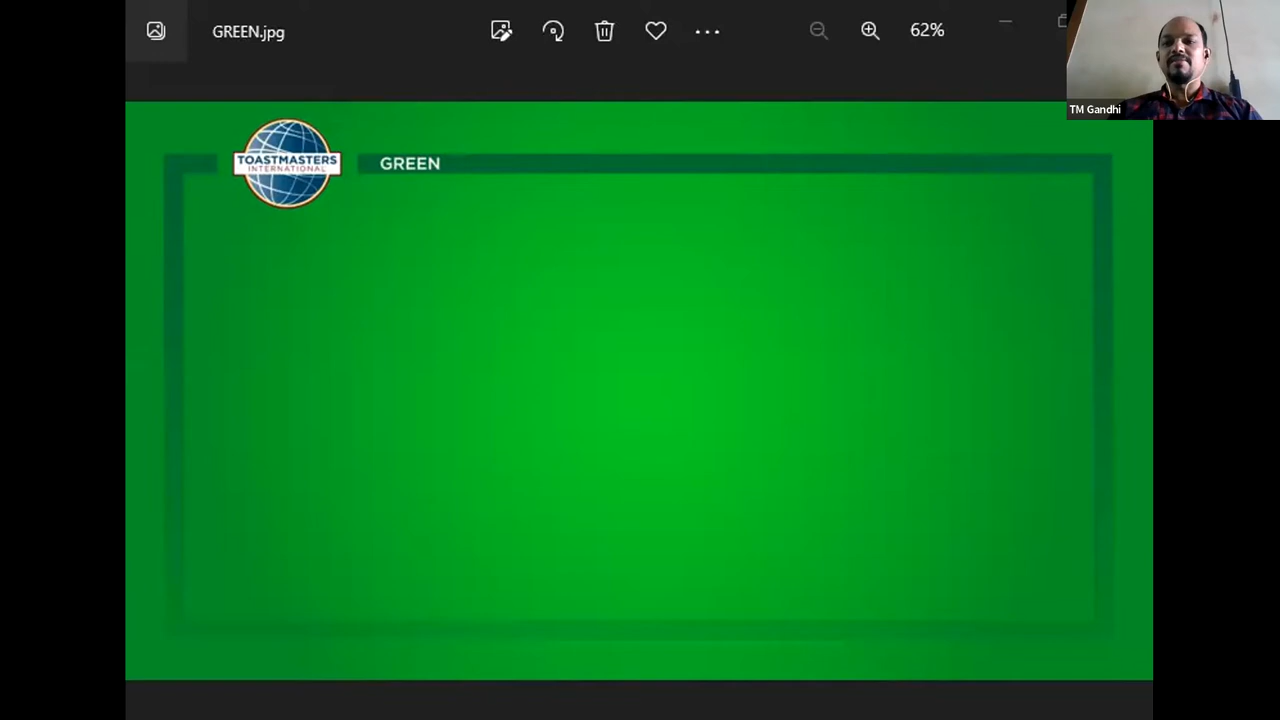 GREEN.jpg
62%
TM Gandhi
TOASTMASTERS
INTERNATIONAL
GREEN